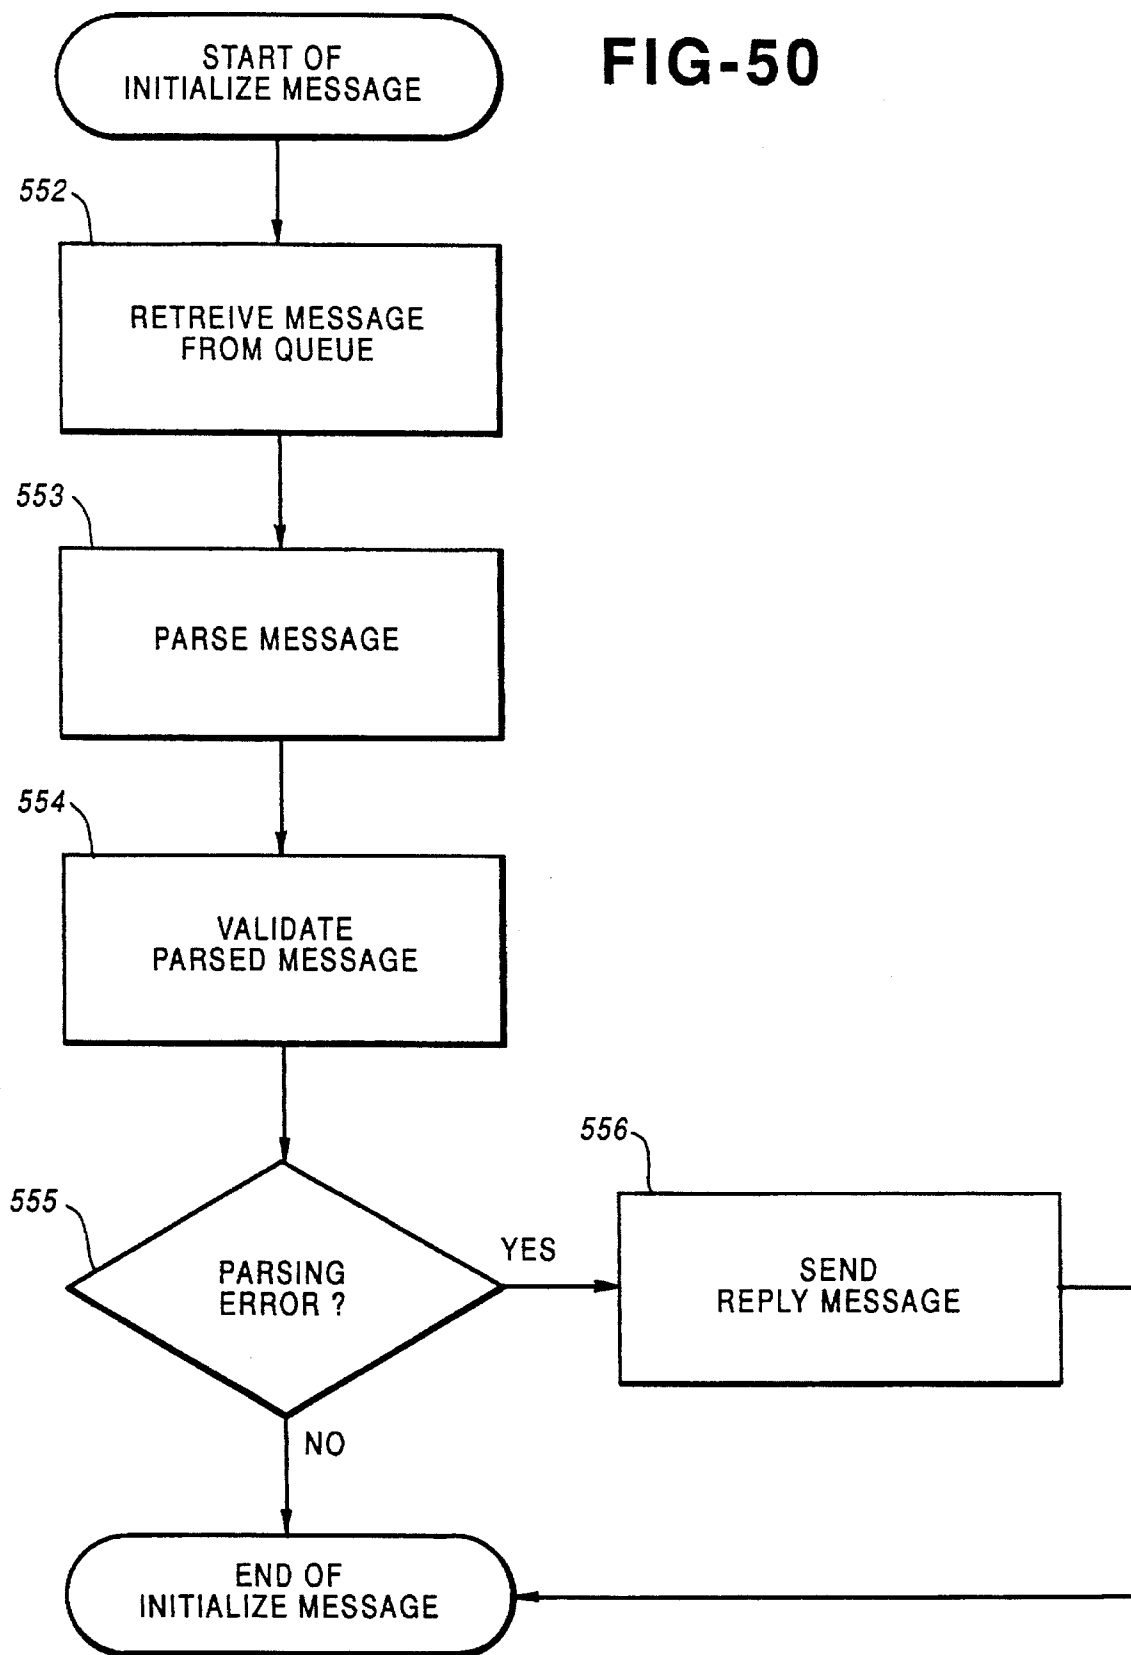 START OF
INITIALIZE MESSAGE
FIG-50
552
RETREIVE MESSAGE
FROM QUEUE
553
PARSE MESSAGE
554
VALIDATE
PARSED MESSAGE
555
PARSING
ERROR ?
YES
556
SEND
REPLY MESSAGE
NO
END OF
INITIALIZE MESSAGE